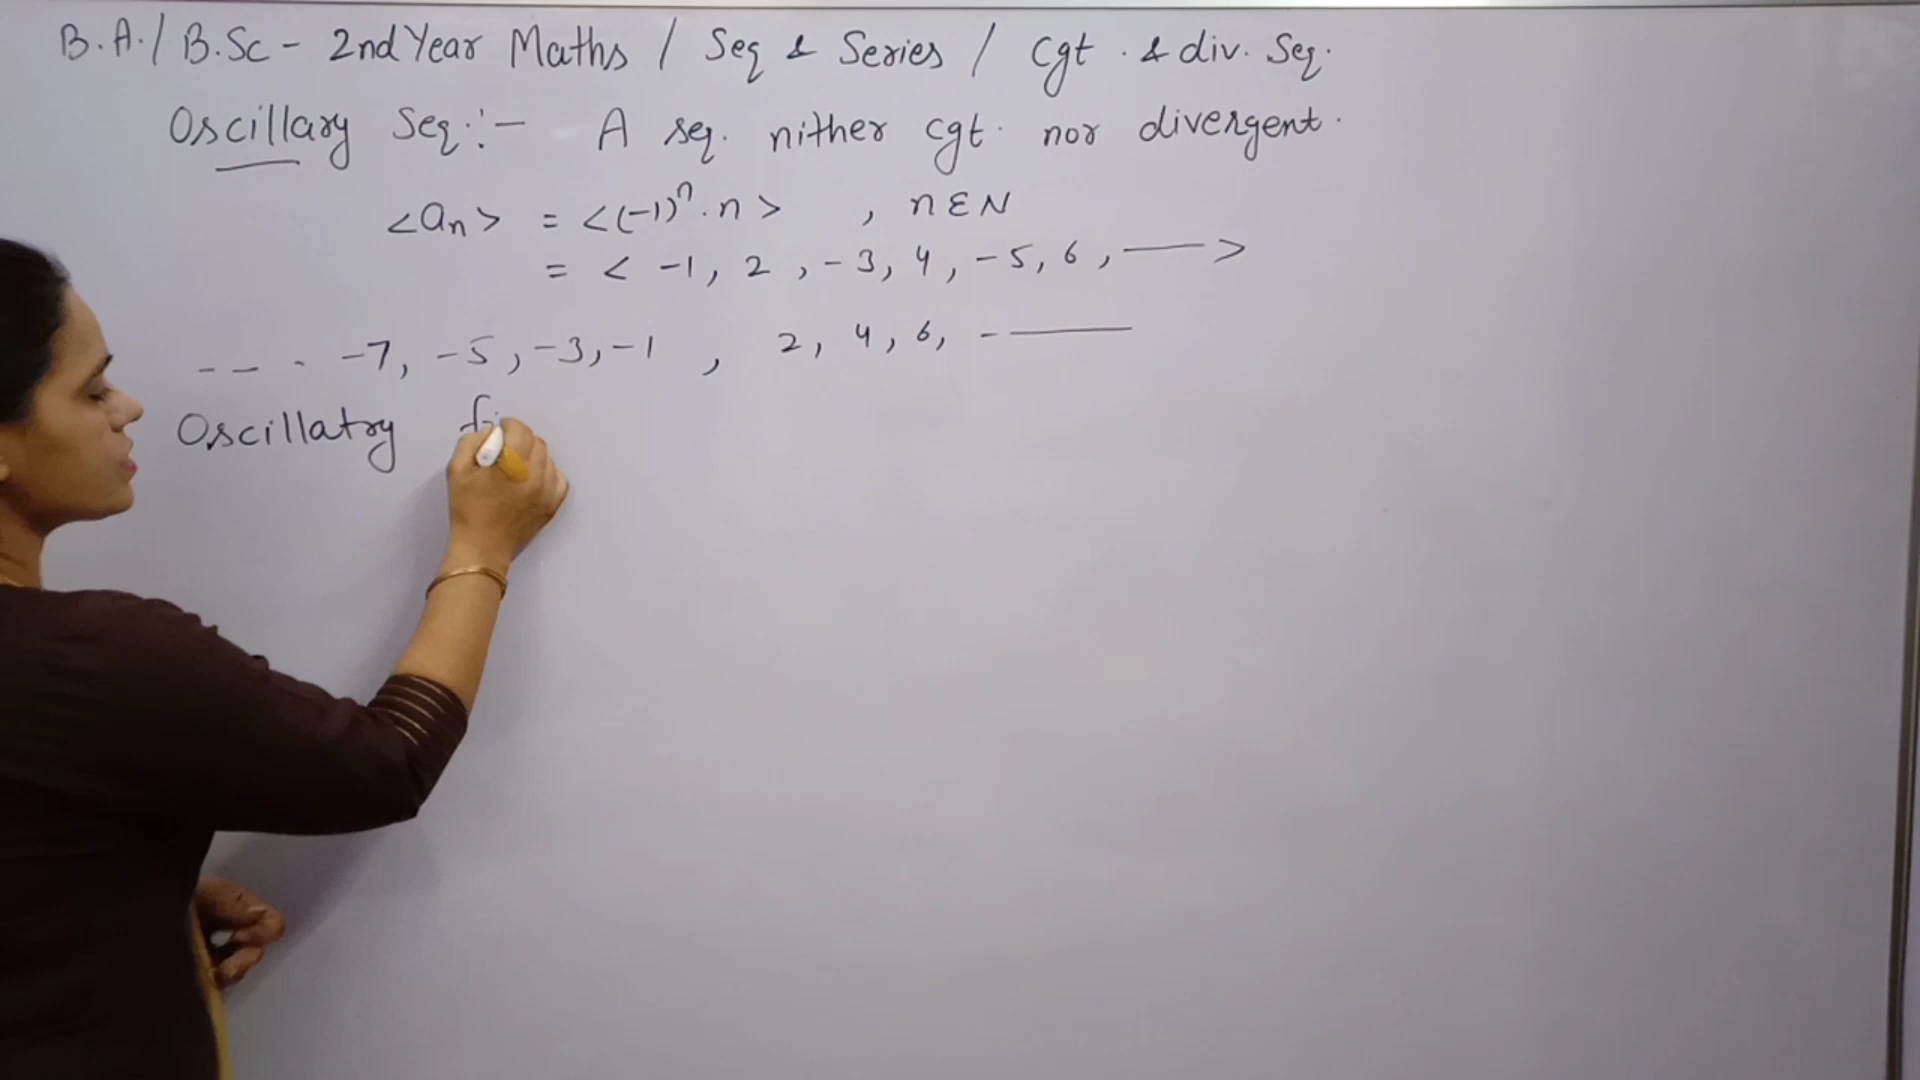 B.A./ B.Sc - 2nd Year Maths / Seq & Series / Cgt. & div. Seq.
Oscillary Seq:- A seq. nither cgt. nor divergent.
<an> = <(-1)^n . n> , n ∈ N
= < -1, 2, -3, 4, -5, 6, —— >
-- - -7, -5, -3, -1 , 2, 4, 6, - ——
Oscillatry